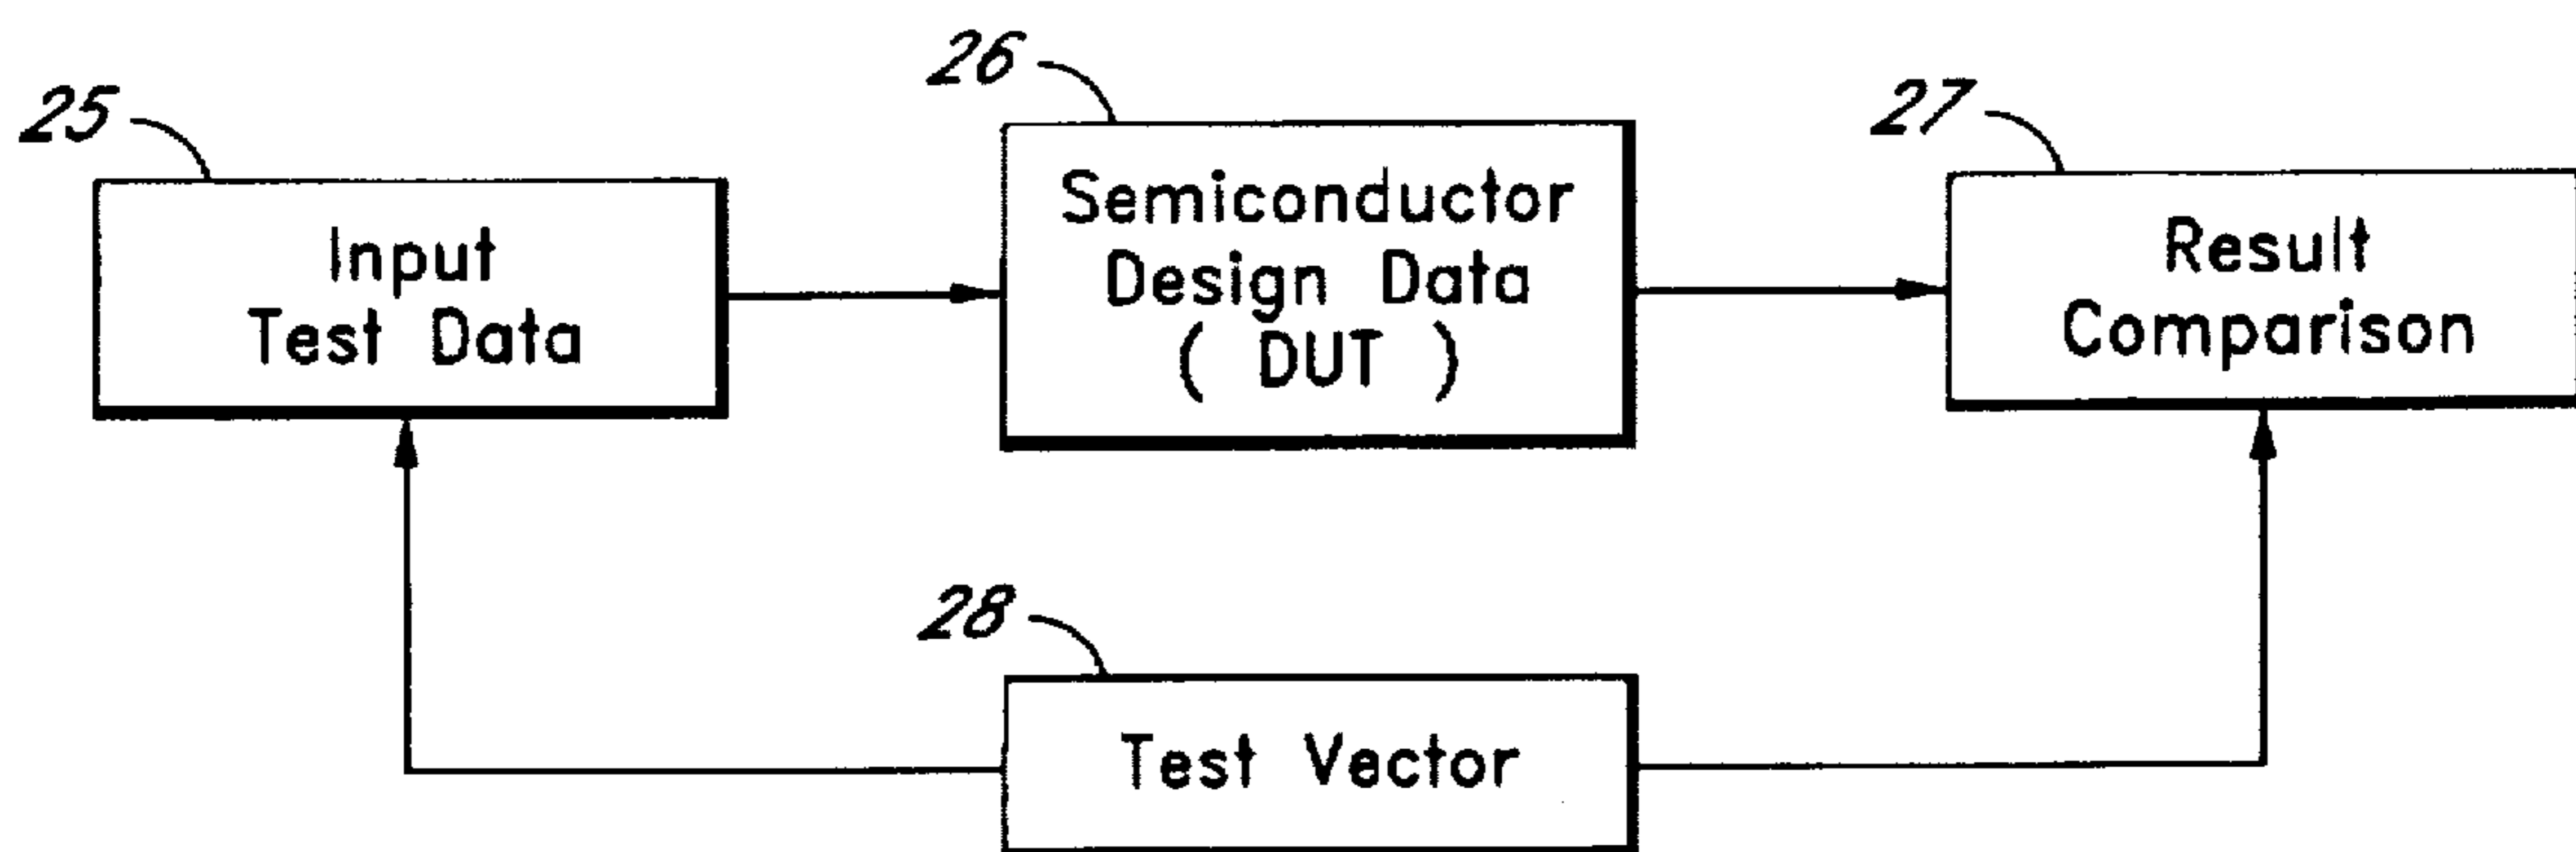 25
Input
Test Data
26
Semiconductor
Design Data
( DUT )
27
Result
Comparison
28
Test Vector